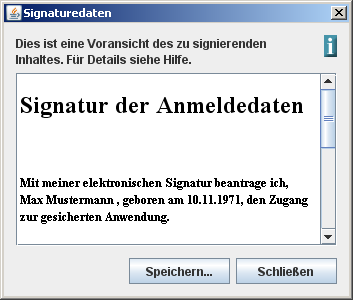 Signaturedaten
Dies ist eine Voransicht des zu signierenden
Inhaltes. Für Details siehe Hilfe.
i
Signatur der Anmeldedaten
Mit meiner elektronischen Signatur beantrage ich,
Max Mustermann , geboren am 10.11.1971, den Zugang
zur gesicherten Anwendung.
Speichern... Schließen